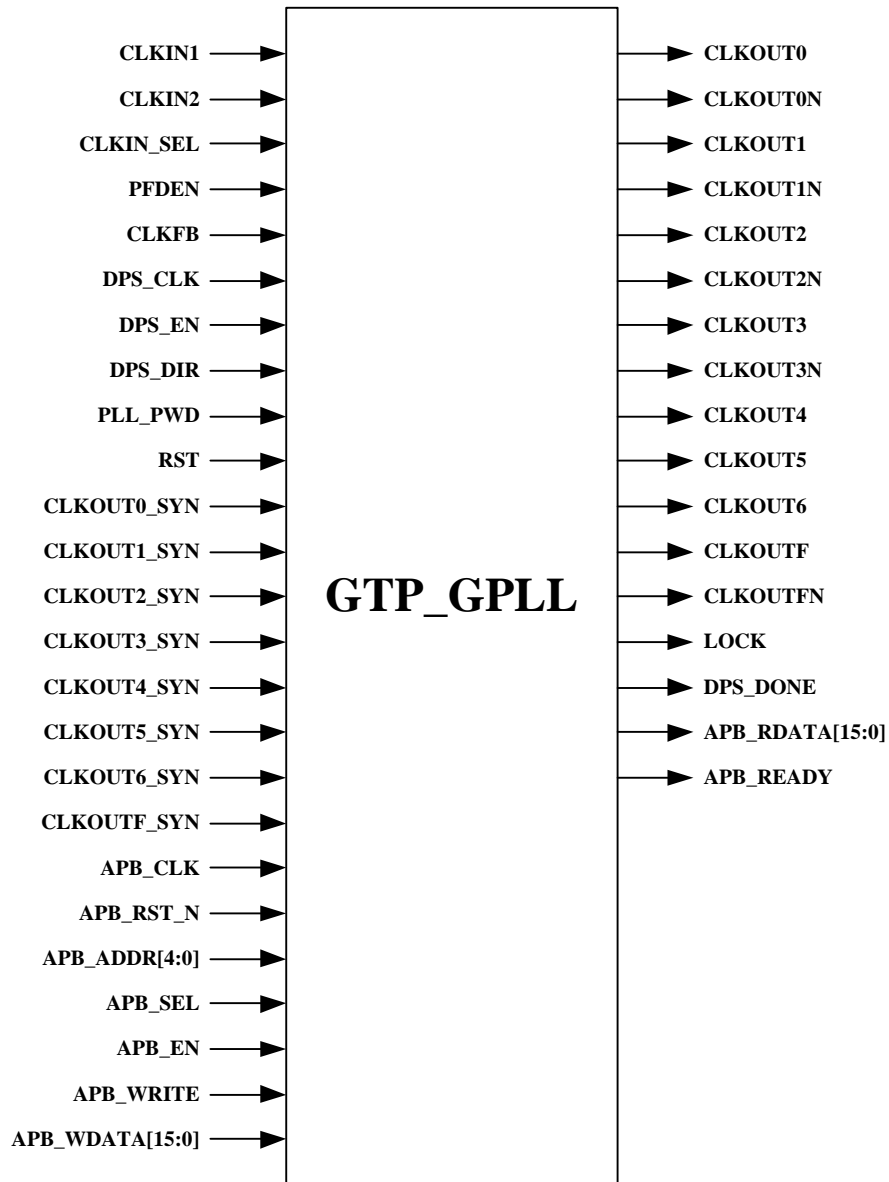 CLKIN1
CLKIN2
CLKIN_SEL
PFDEN
CLKFB
DPS_CLK
DPS_EN
DPS_DIR
PLL_PWD
RST
CLKOUT0_SYN
CLKOUT1_SYN
CLKOUT2_SYN
CLKOUT3_SYN
CLKOUT4_SYN
CLKOUT5_SYN
CLKOUT6_SYN
CLKOUTF_SYN
APB_CLK
APB_RST_N
APB_ADDR[4:0]
APB_SEL
APB_EN
APB_WRITE
APB_WDATA[15:0]
GTP_GPLL
CLKOUT0
CLKOUT0N
CLKOUT1
CLKOUT1N
CLKOUT2
CLKOUT2N
CLKOUT3
CLKOUT3N
CLKOUT4
CLKOUT5
CLKOUT6
CLKOUTF
CLKOUTFN
LOCK
DPS_DONE
APB_RDATA[15:0]
APB_READY